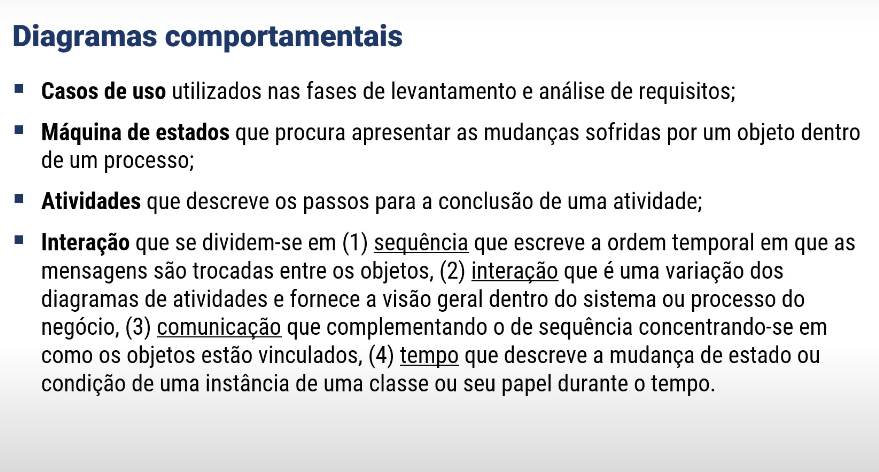 Diagramas comportamentais
▪ Casos de uso utilizados nas fases de levantamento e análise de requisitos;
▪ Máquina de estados que procura apresentar as mudanças sofridas por um objeto dentro
de um processo;
▪ Atividades que descreve os passos para a conclusão de uma atividade;
▪ Interação que se dividem-se em (1) sequência que escreve a ordem temporal em que as
mensagens são trocadas entre os objetos, (2) interação que é uma variação dos
diagramas de atividades e fornece a visão geral dentro do sistema ou processo do
negócio, (3) comunicação que complementando o de sequência concentrando-se em
como os objetos estão vinculados, (4) tempo que descreve a mudança de estado ou
condição de uma instância de uma classe ou seu papel durante o tempo.